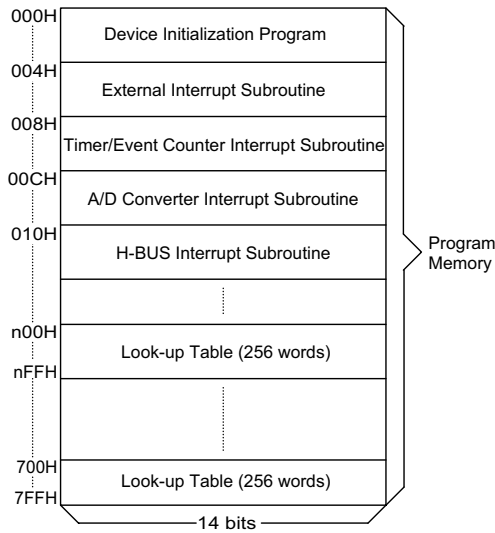 000H
Device Initialization Program
004H
External Interrupt Subroutine
008H
Timer/Event Counter Interrupt Subroutine
00CH
A/D Converter Interrupt Subroutine
010H
H-BUS Interrupt Subroutine
Program
Memory
n00H
Look-up Table (256 words)
nFFH
700H
Look-up Table (256 words)
7FFH
14 bits